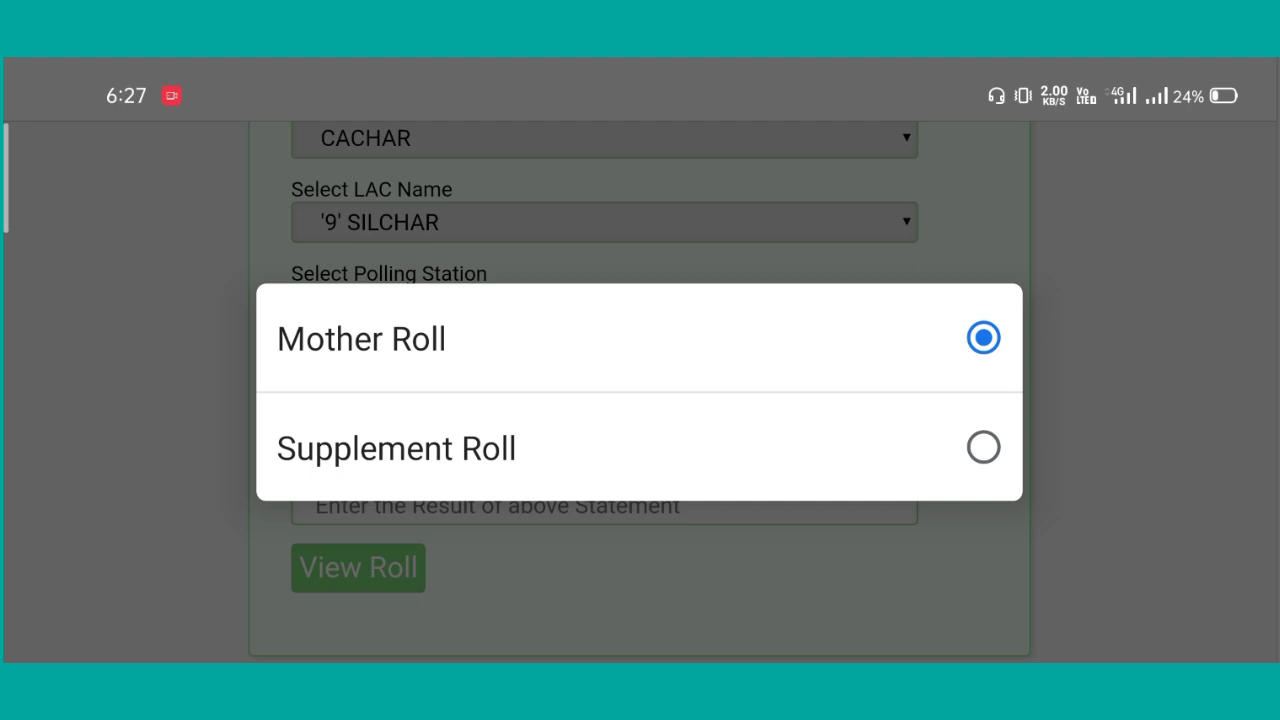 6:27 2.00 KB/S Vo LTE 4G 24%
CACHAR
Select LAC Name
'9' SILCHAR
Select Polling Station
Mother Roll
Supplement Roll
Enter the Result of above Statement
View Roll